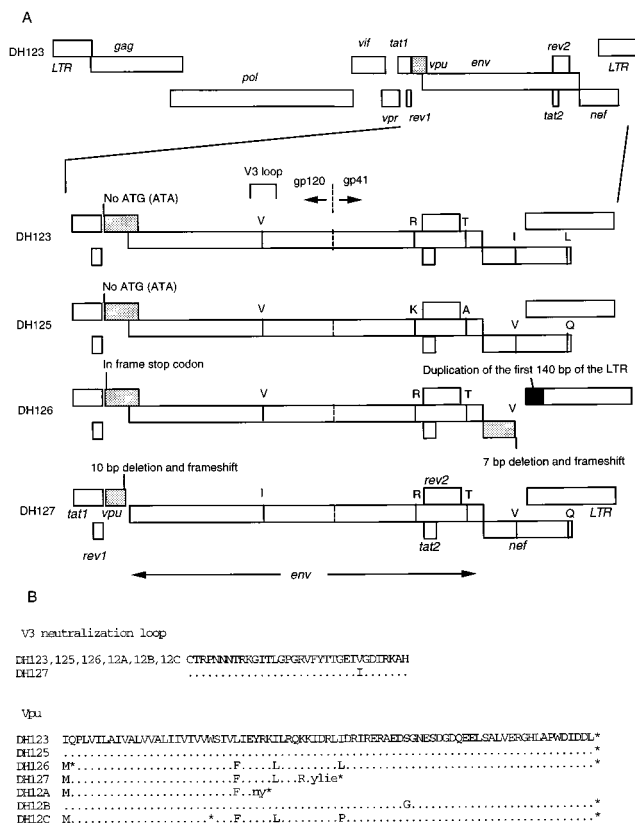 A
DH123
LTR
gag
pol
vif
tat1
vpr
rev1
vpu
env
rev2
tat2
nef
LTR
V3 loop
gp120
gp41
No ATG (ATA)
DH123
V
R
T
I
L
No ATG (ATA)
DH125
V
K
A
V
Q
In frame stop codon
Duplication of the first 140 bp of the LTR
DH126
V
R
T
V
10 bp deletion and frameshift
7 bp deletion and frameshift
DH127
I
R
rev2
T
V
Q
tat1
vpu
rev1
tat2
nef
LTR
env
B
V3 neutralization loop
DH123,125,126,12A,12B,12C CTRPNNNTRKGITLGPGRVFYTTGEIVGDIRKAH
DH127 ..........................I.......
Vpu
DH123 IQPLVILAIVALVVALIIVIVVWSIVLIEYRKILRQKKIDRLIDRIRERAEDSGNESDGDQEELSALVERGHLAPWDIDDL*
DH125 .................................................................................*
DH126 M*........................F.....L.........L......................................*
DH127 M.........................F.....L...R.ylie*
DH12A M.........................F..ny*
DH12B ....................................................G............................*
DH12C M.....................*...F.....L.........P......................................*